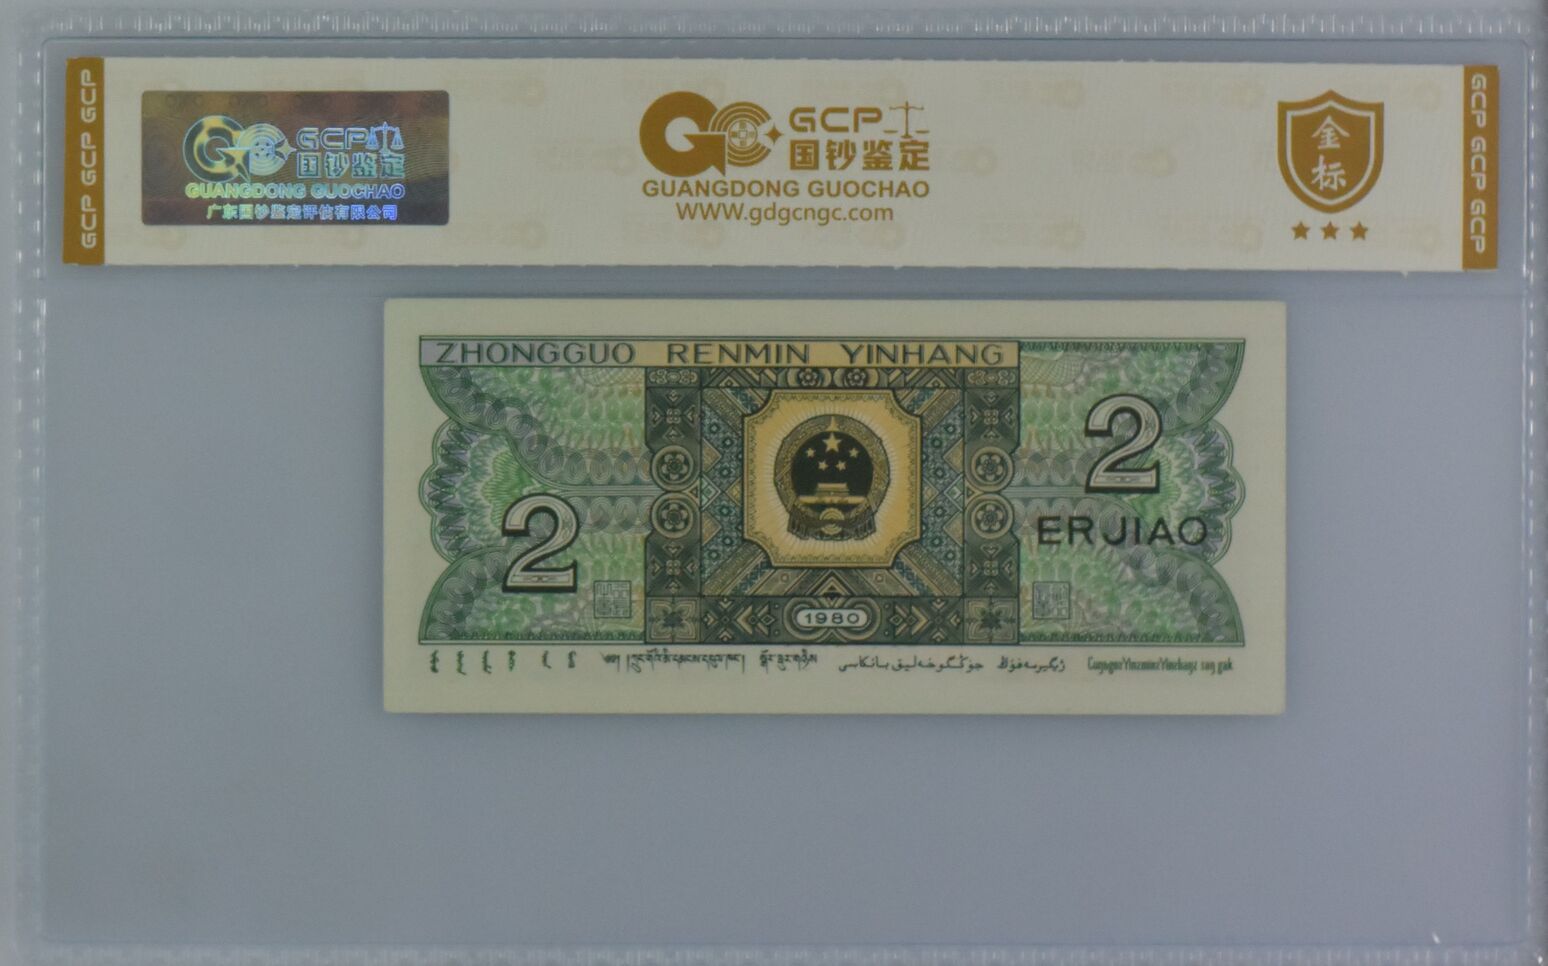 GCP GCP GCP
GCP
国钞鉴定
GUANGDONG GUOCHAO
广东国钞鉴定评估有限公司
GCP
国钞鉴定
GUANGDONG GUOCHAO
WWW.gdgcngc.com
金
标
GCP GCP GCP
ZHONGGUO RENMIN YINHANG
2
ERJIAO
2
1980
جۇڭگوخەلىق بانكىسى